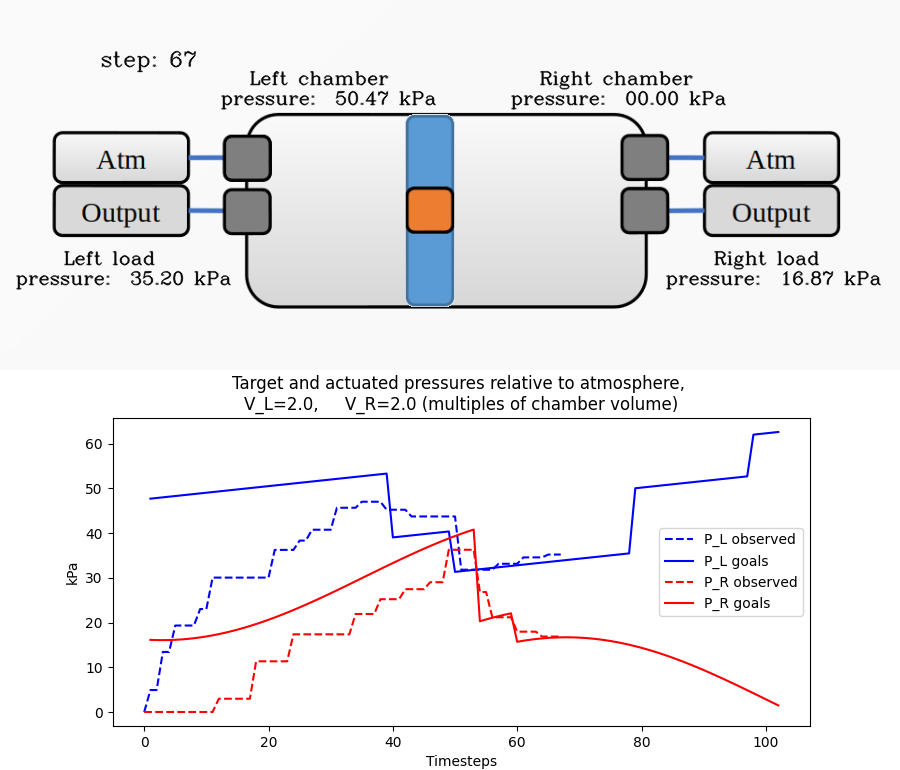 step: 67
Left chamber
pressure: 50.47 kPa
Right chamber
pressure: 00.00 kPa
Atm
Output
Atm
Output
Left load
pressure: 35.20 kPa
Right load
pressure: 16.87 kPa
Target and actuated pressures relative to atmosphere,
V_L=2.0, V_R=2.0 (multiples of chamber volume)
kPa
60
50
40
30
20
10
0
P_L observed
P_L goals
P_R observed
P_R goals
0 20 40 60 80 100
Timesteps